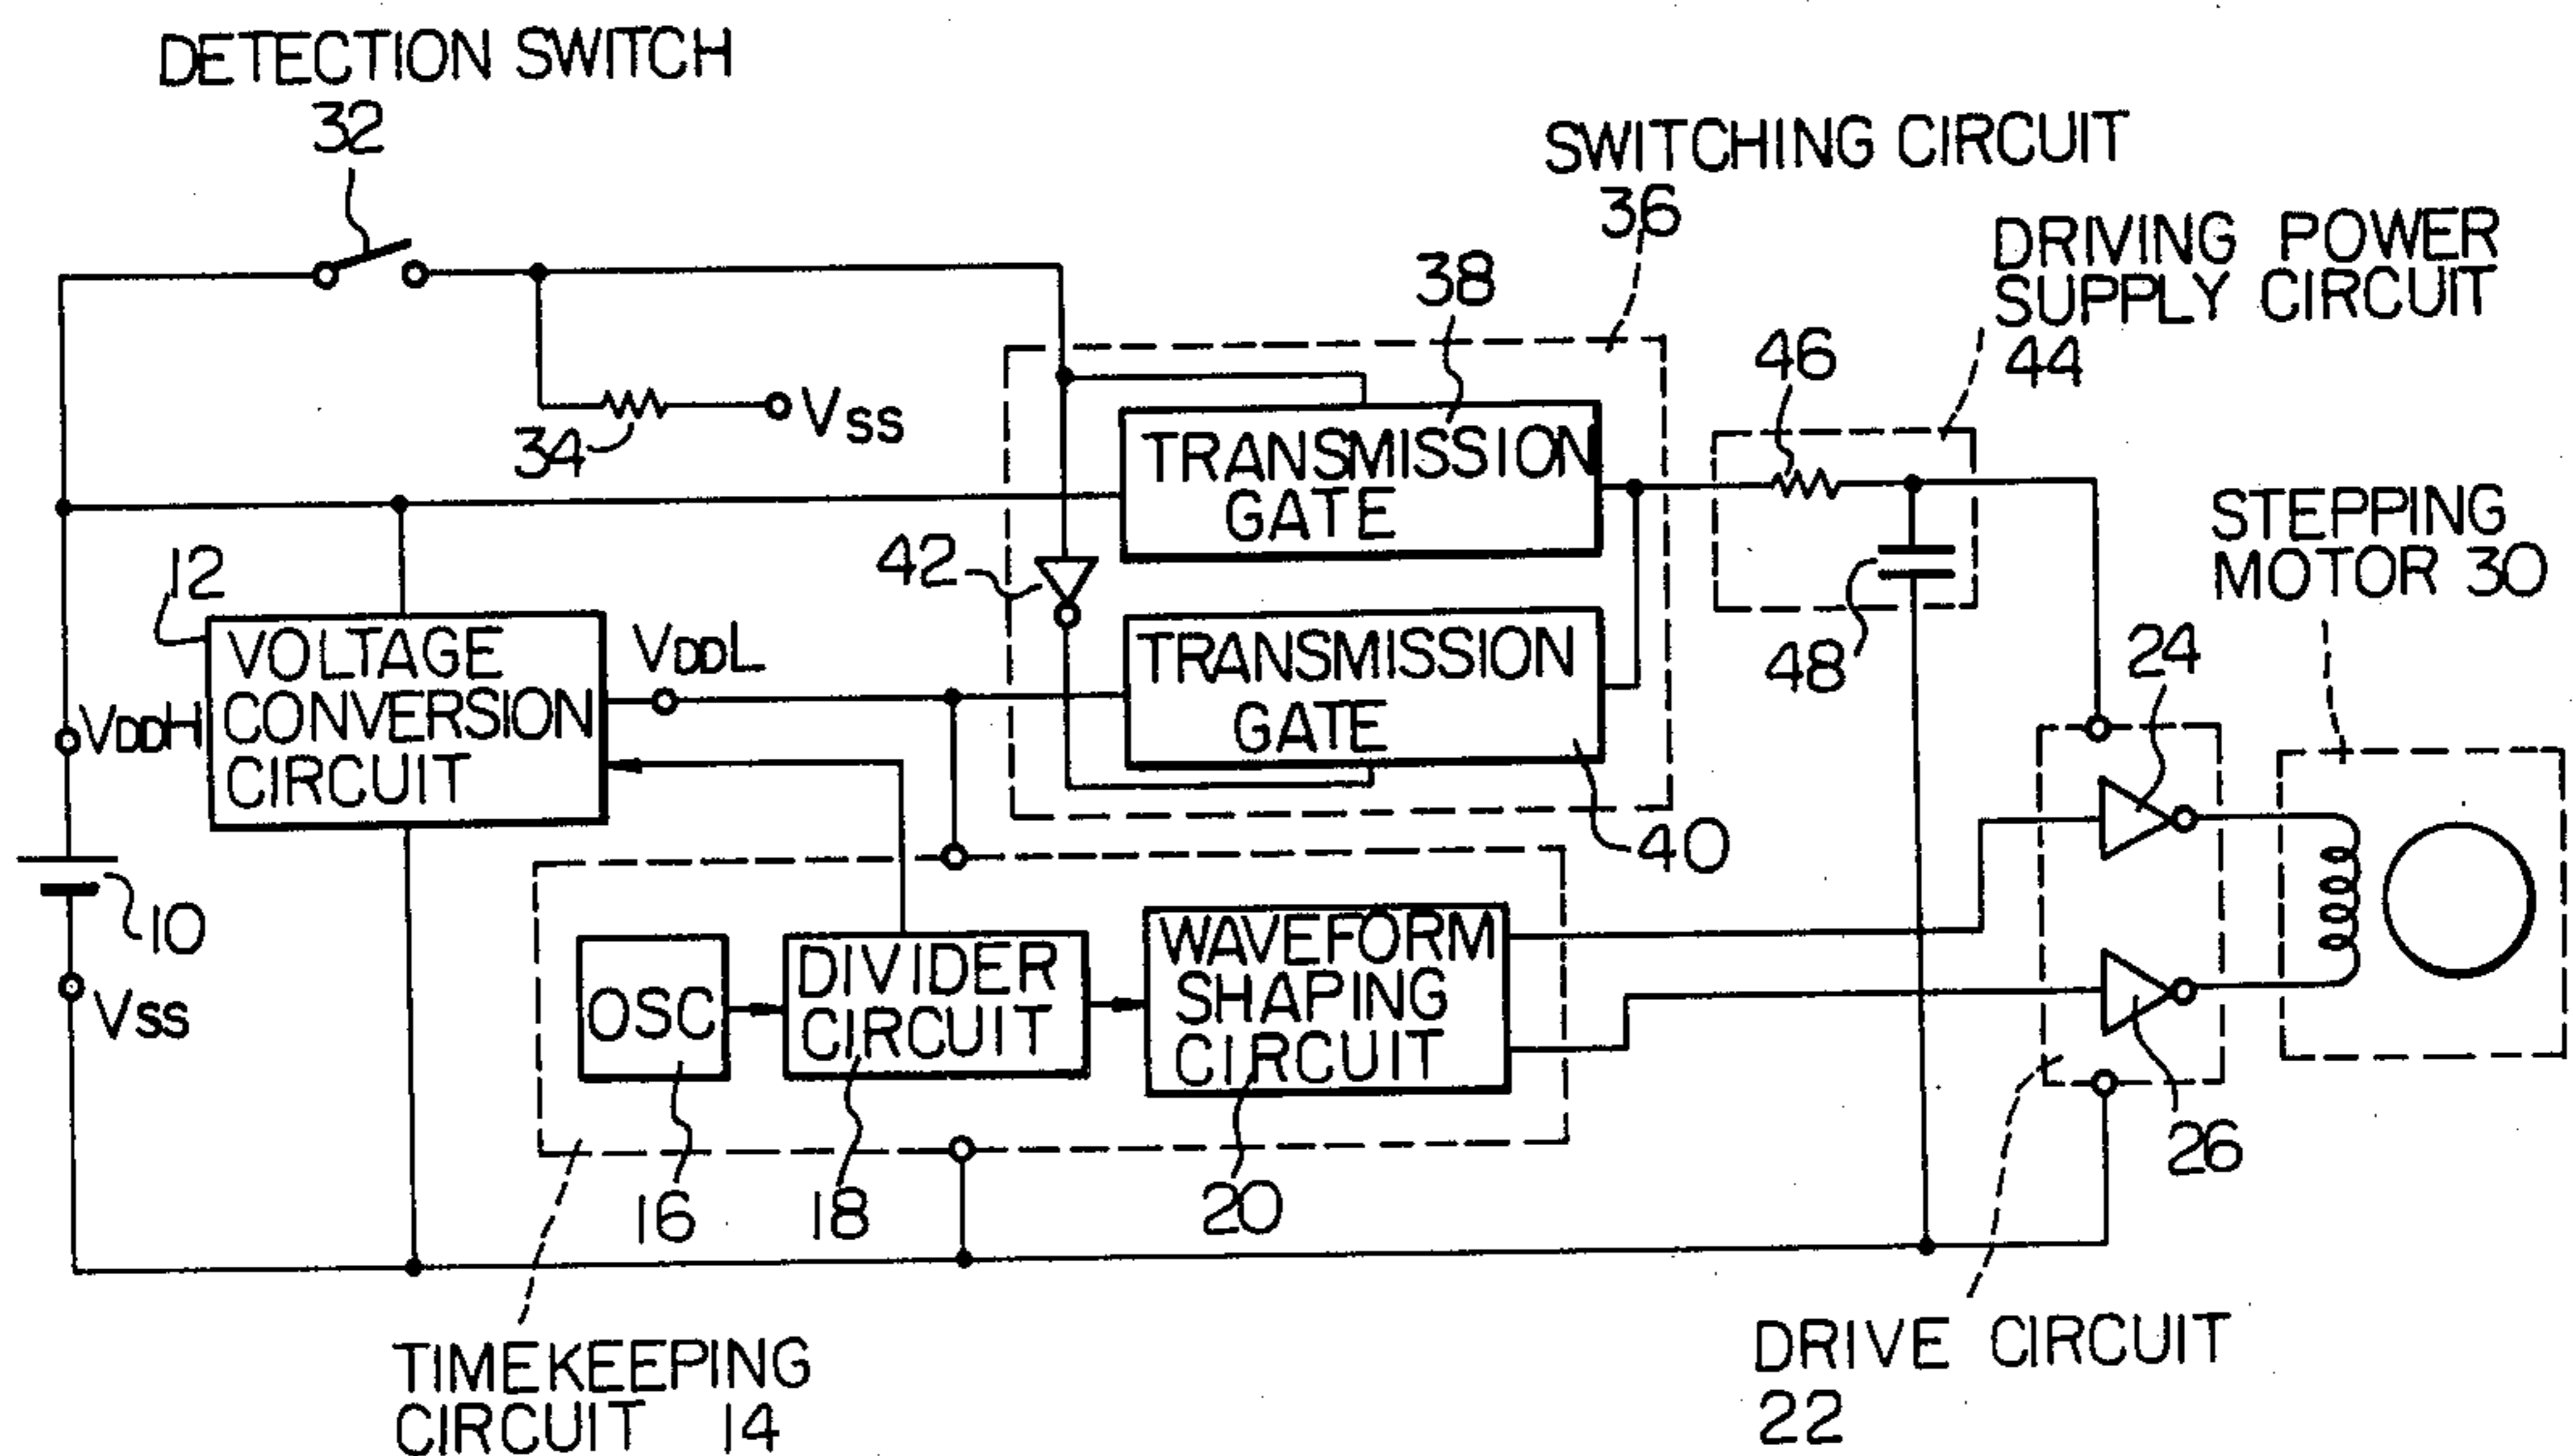 DETECTION SWITCH
32
SWITCHING CIRCUIT
36
DRIVING POWER
SUPPLY CIRCUIT
44
38
46
34
VSS
TRANSMISSION
GATE
STEPPING
MOTOR 30
12
42
VOLTAGE
CONVERSION
CIRCUIT
VDDL
TRANSMISSION
GATE
48
24
VDDH
40
10
VSS
OSC
DIVIDER
CIRCUIT
WAVEFORM
SHAPING
CIRCUIT
26
16
18
20
TIMEKEEPING
CIRCUIT 14
DRIVE CIRCUIT
22